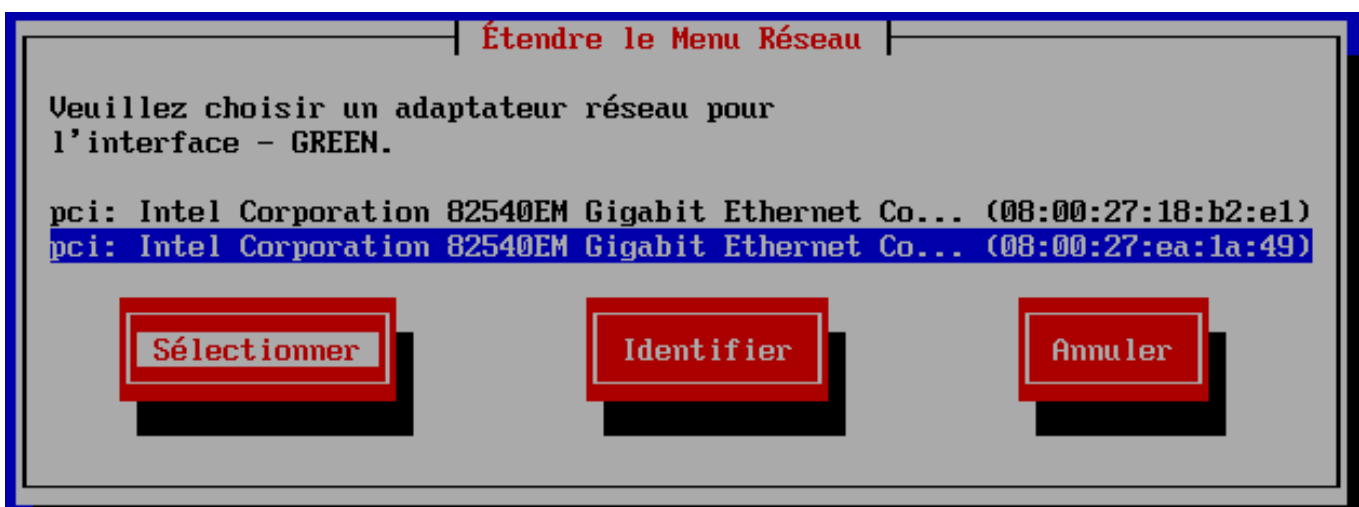 Étendre le Menu Réseau
Veuillez choisir un adaptateur réseau pour
l'interface - GREEN.
pci: Intel Corporation 82540EM Gigabit Ethernet Co... (08:00:27:18:b2:e1)
pci: Intel Corporation 82540EM Gigabit Ethernet Co... (08:00:27:ea:1a:49)
Sélectionner Identifier Annuler